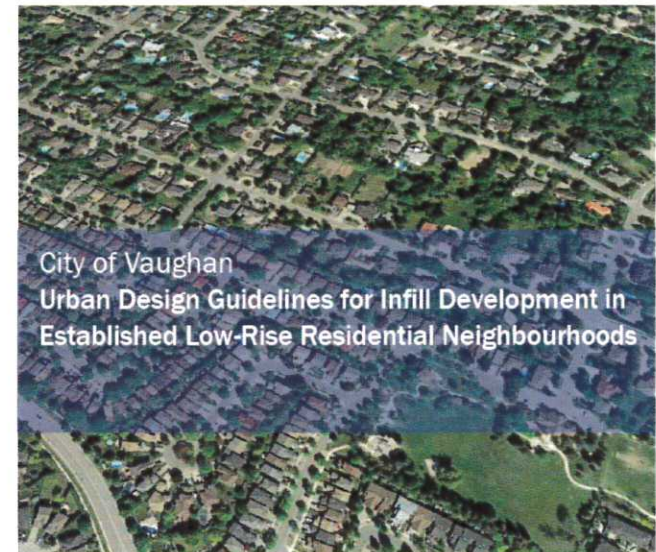 City of Vaughan
Urban Design Guidelines for Infill Development in
Established Low-Rise Residential Neighbourhoods